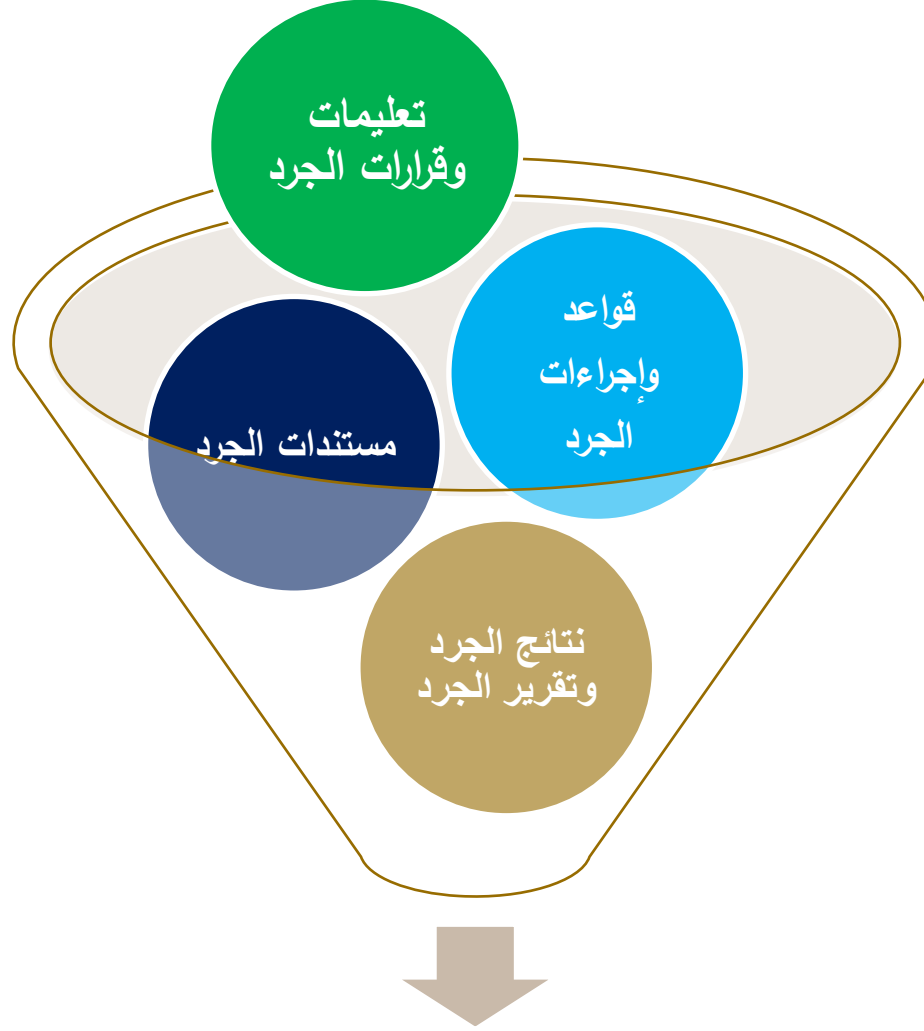 تعليمات
وقرارات الجرد
قواعد
وإجراءات
الجرد
مستندات الجرد
نتائج الجرد
وتقرير الجرد